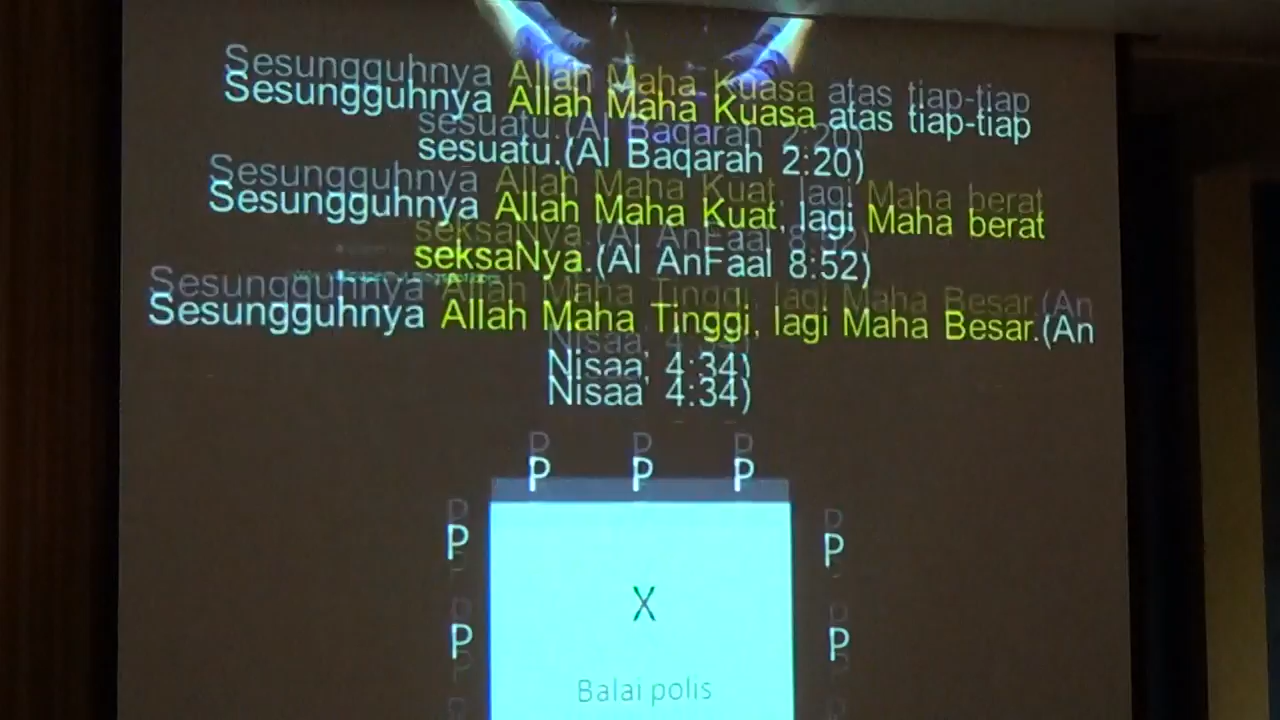 Sesungguhnya Allah Maha Kuasa atas tiap-tiap
sesuatu.(Al Baqarah 2:20)
Sesungguhnya Allah Maha Kuat, lagi Maha berat
seksaNya.(Al AnFaal 8:52)
Sesungguhnya Allah Maha Tinggi, lagi Maha Besar.(An
Nisaa, 4:34)
P P P
P P
X
P P
Balai polis